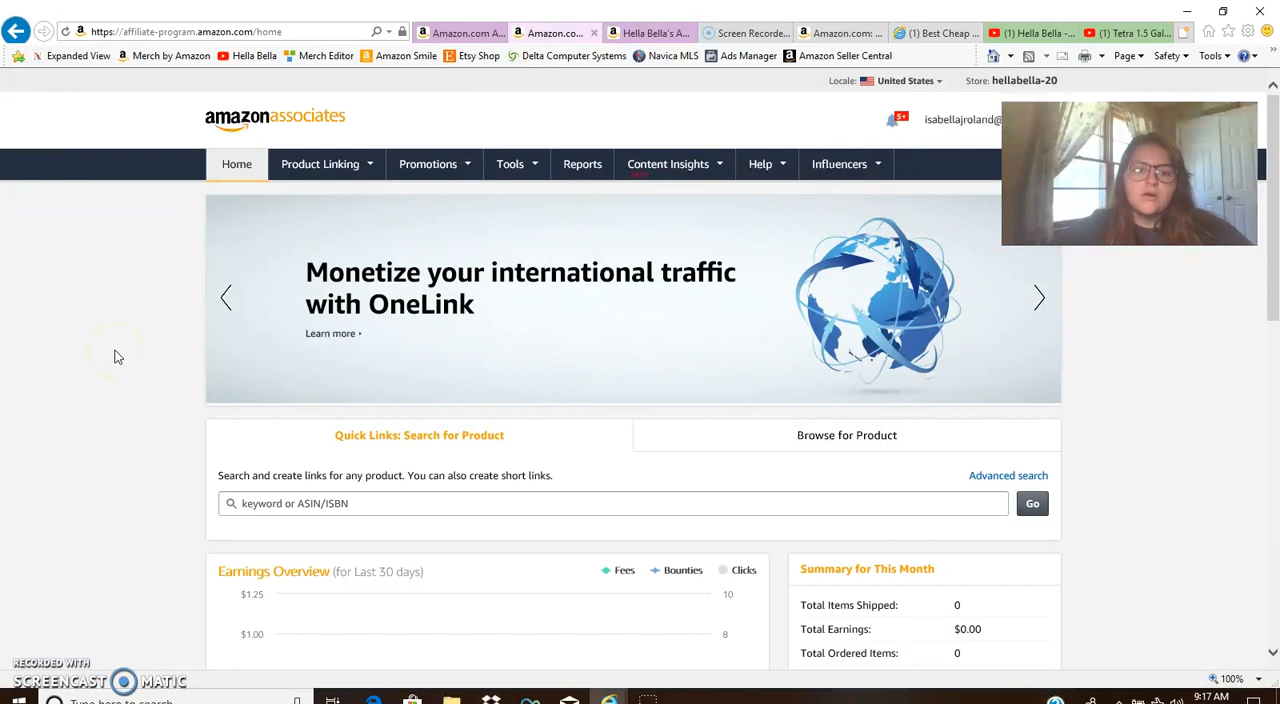 https://affiliate-program.amazon.com/home
Amazon.com A...
Amazon.co...
Hella Bella's A...
Screen Recorde...
Amazon.com: ...
(1) Best Cheap ...
(1) Hella Bella -...
(1) Tetra 1.5 Gal...
Expanded View
Merch by Amazon
Hella Bella
Merch Editor
Amazon Smile
Etsy Shop
Delta Computer Systems
Navica MLS
Ads Manager
Amazon Seller Central
Page
Safety
Tools
Locale: United States
Store: hellabella-20
amazonassociates
5+
isabellajroland@
Home
Product Linking
Promotions
Tools
Reports
Content Insights
BETA
Help
Influencers
Monetize your international traffic
with OneLink
Learn more
Quick Links: Search for Product
Browse for Product
Search and create links for any product. You can also create short links.
Advanced search
keyword or ASIN/ISBN
Go
Earnings Overview (for Last 30 days)
Fees
Bounties
Clicks
$1.25
10
$1.00
8
Summary for This Month
Total Items Shipped: 0
Total Earnings: $0.00
Total Ordered Items: 0
RECORDED WITH
SCREENCAST MATIC
100%
Type here to search
9:17 AM